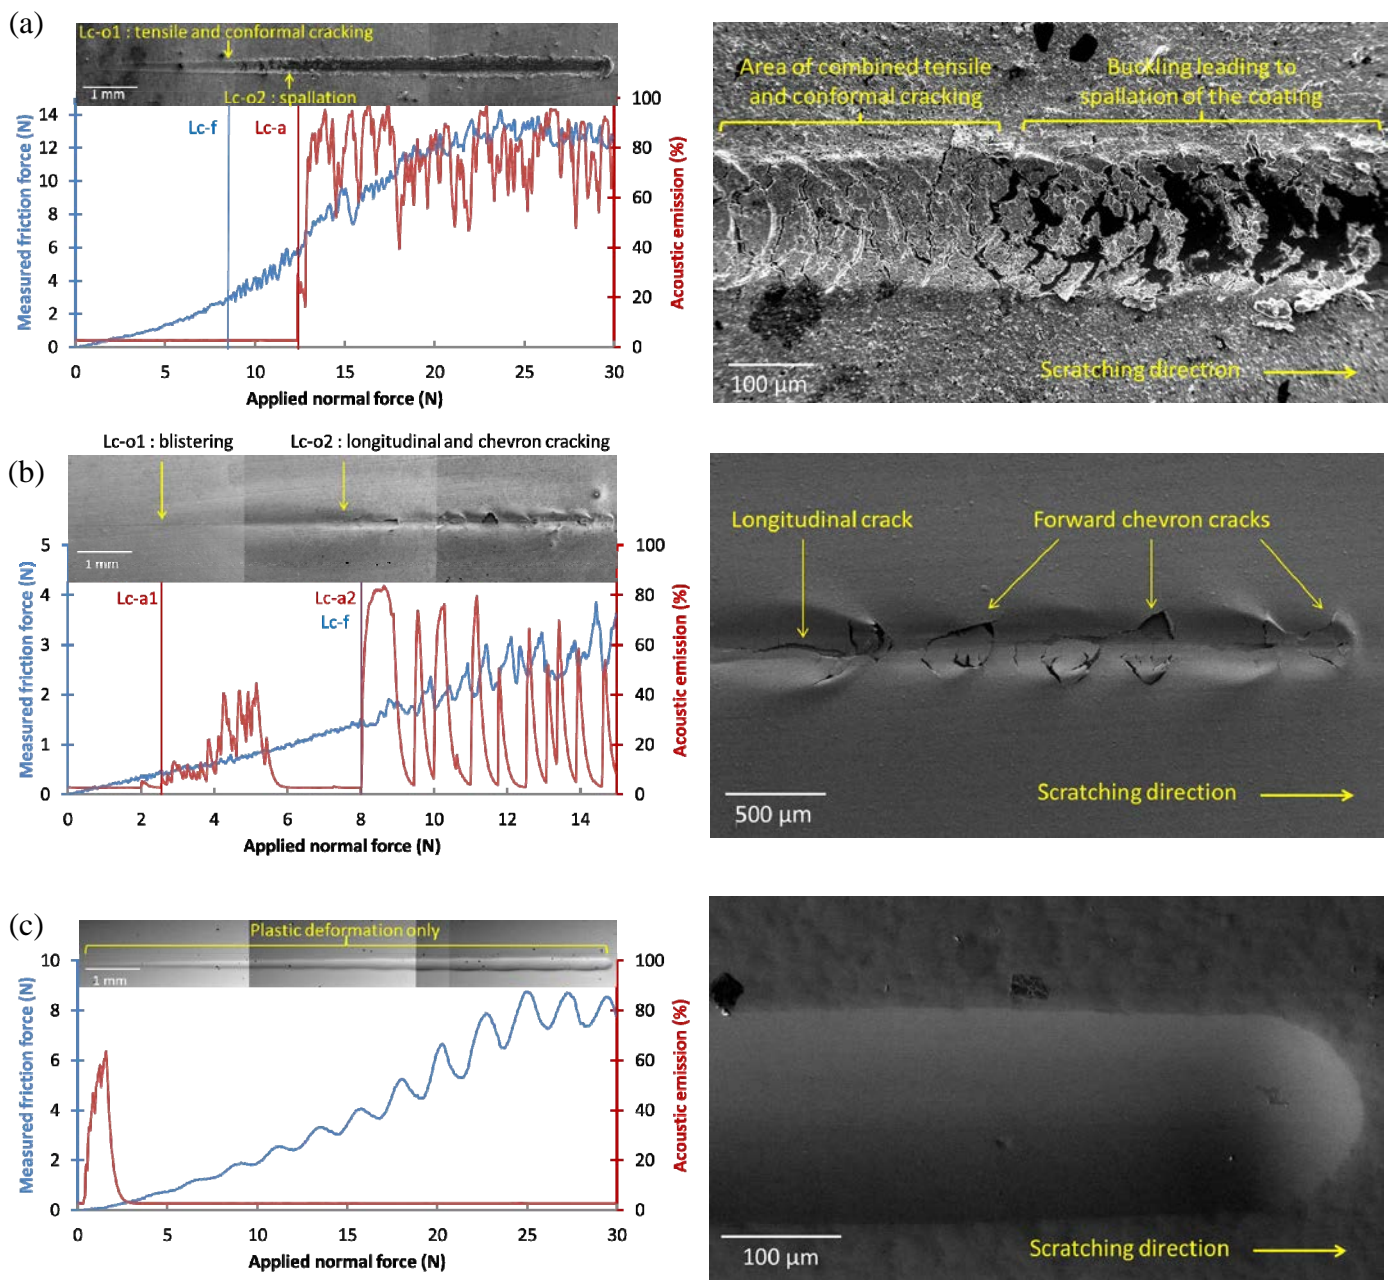 (a)
Lc-o1 : tensile and conformal cracking
1 mm
Lc-o2 : spallation
Lc-f
Lc-a
Measured friction force (N)
14
12
10
8
6
4
2
0
100
80
60
40
20
0
Acoustic emission (%)
0 5 10 15 20 25 30
Applied normal force (N)
Area of combined tensile
and conformal cracking
Buckling leading to
spallation of the coating
100 µm
Scratching direction
(b)
Lc-o1 : blistering
Lc-o2 : longitudinal and chevron cracking
1 mm
Lc-a1
Lc-a2
Lc-f
Measured friction force (N)
5
4
3
2
1
0
100
80
60
40
20
0
Acoustic emission (%)
0 2 4 6 8 10 12 14
Applied normal force (N)
Longitudinal crack
Forward chevron cracks
500 µm
Scratching direction
(c)
Plastic deformation only
1 mm
Measured friction force (N)
10
8
6
4
2
0
100
80
60
40
20
0
Acoustic emission (%)
0 5 10 15 20 25 30
Applied normal force (N)
100 µm
Scratching direction